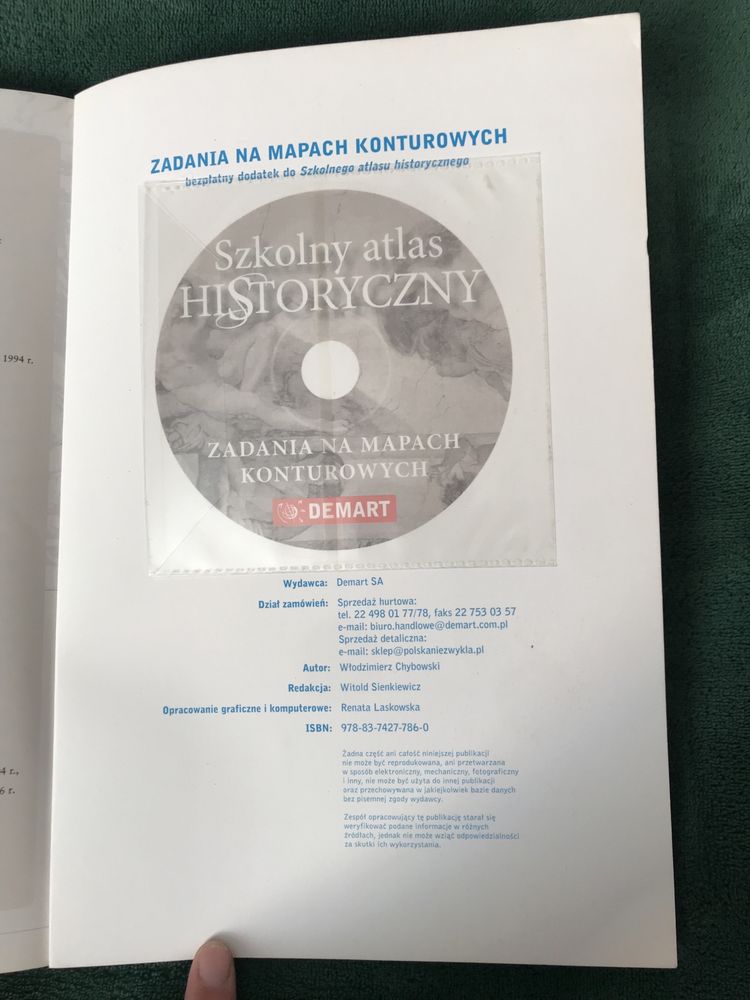 ZADANIA NA MAPACH KONTUROWYCH
bezpłatny dodatek do Szkolnego atlasu historycznego
Szkolny atlas
HISTORYCZNY
ZADANIA NA MAPACH
KONTUROWYCH
DEMART
Wydawca: Demart SA
Dział zamówień: Sprzedaż hurtowa:
tel. 22 498 01 77/78, faks 22 753 03 57
e-mail: biuro.handlowe@demart.com.pl
Sprzedaż detaliczna:
e-mail: sklep@polskaniezwykla.pl
Autor: Włodzimierz Chybowski
Redakcja: Witold Sienkiewicz
Opracowanie graficzne i komputerowe: Renata Laskowska
ISBN: 978-83-7427-786-0
Żadna część ani całość niniejszej publikacji
nie może być reprodukowana, ani przetwarzana
w sposób elektroniczny, mechaniczny, fotograficzny
i inny, nie może być użyta do innej publikacji
oraz przechowywana w jakiejkolwiek bazie danych
bez pisemnej zgody wydawcy.
Zespół opracowujący tę publikację starał się
weryfikować podane informacje w różnych
źródłach, jednak nie może wziąć odpowiedzialności
za skutki ich wykorzystania.
1994 r.
4 r.,
6 r.